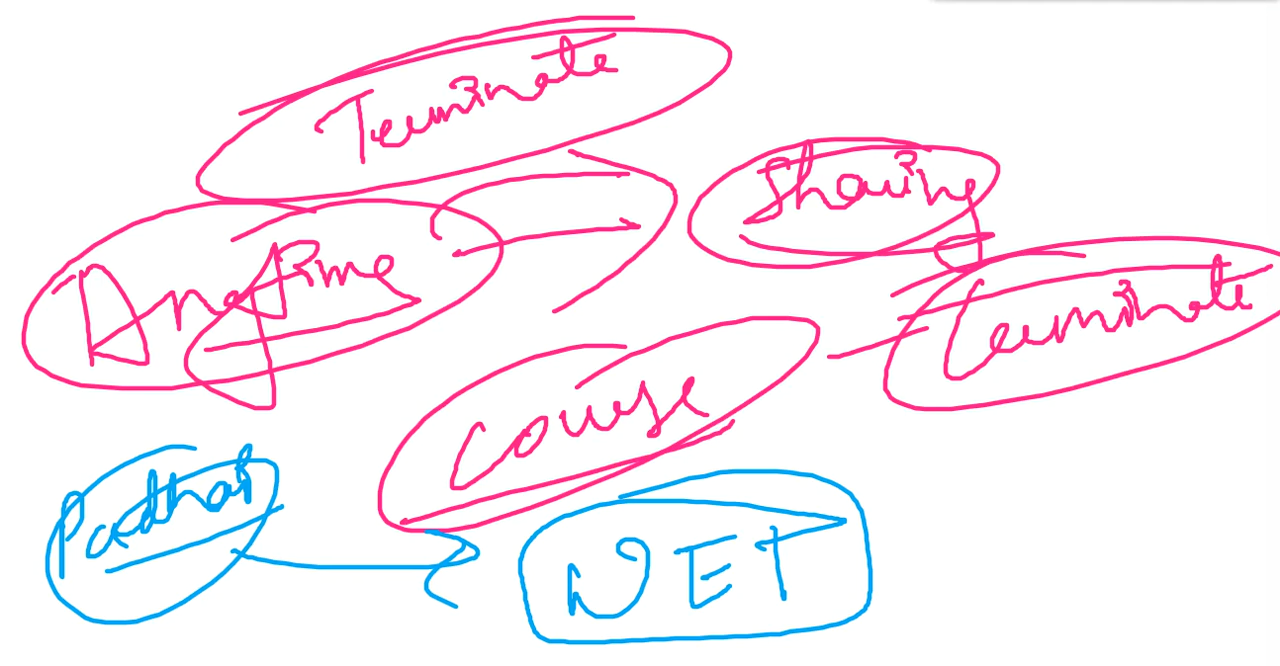 Terminate
Sharing
Anytime
Terminate
Course
Padhai
NET